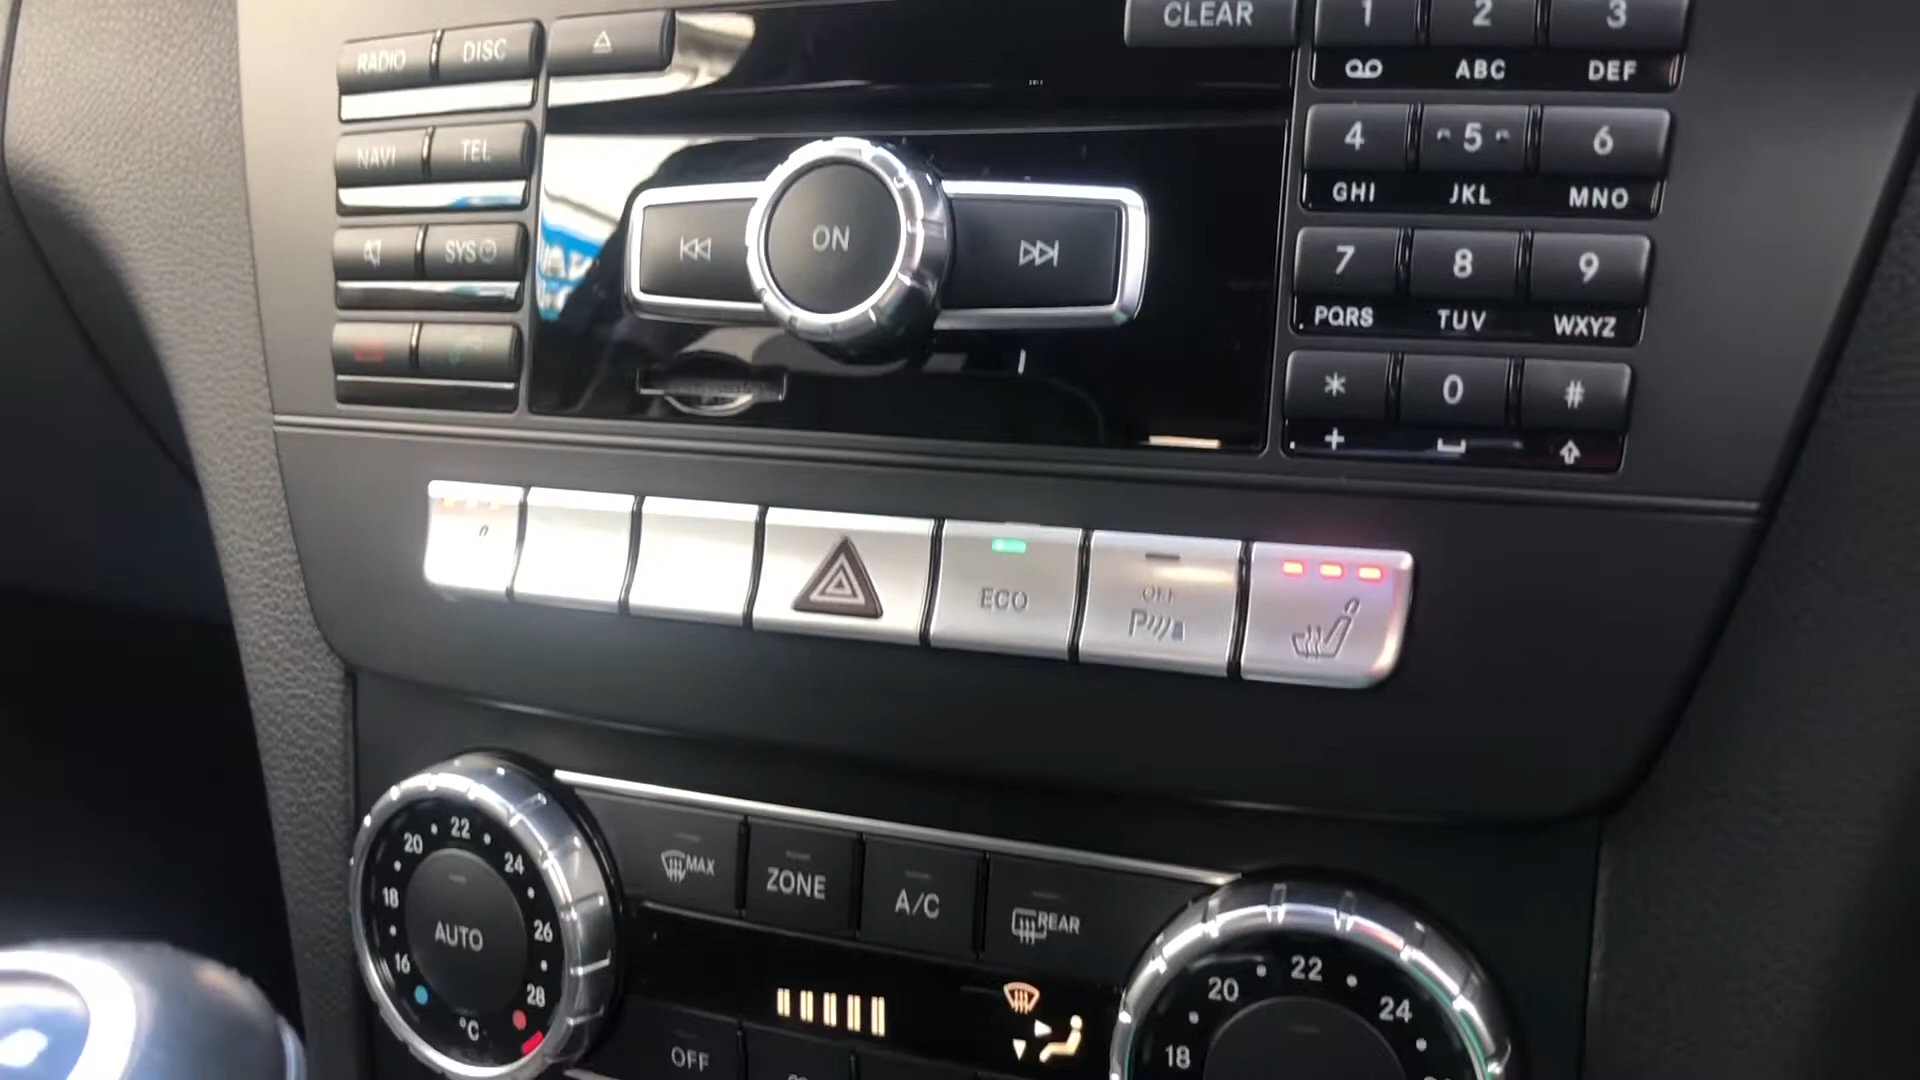 RADIO DISC
CLEAR
1 2 3
ABC DEF
NAVI TEL
4 5 6
GHI JKL MNO
ON
SYS
7 8 9
PQRS TUV WXYZ
* 0 #
+
ECO
OFF
P
20 22 24
18 26
16 28
°C
AUTO
MAX
ZONE
A/C
REAR
OFF
18 20 22 24